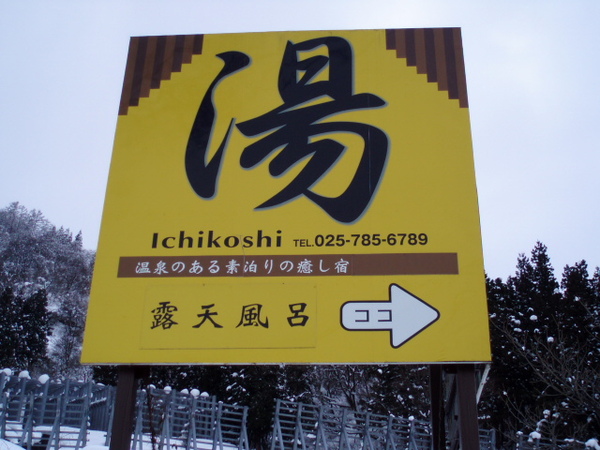 湯
Ichikoshi TEL.025-785-6789
温泉のある素泊りの癒し宿
露天風呂 ココ